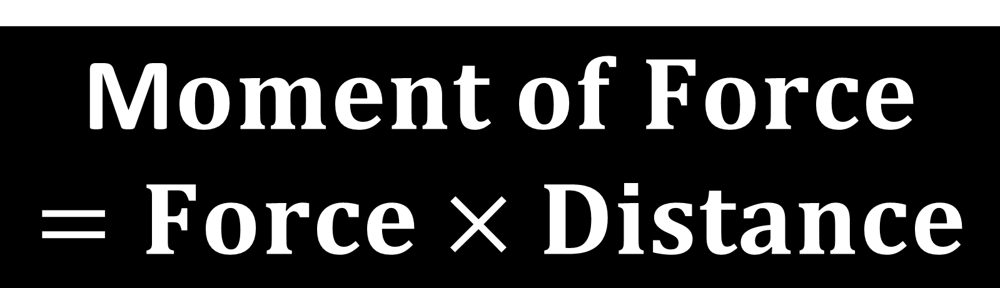 Moment of Force
= Force × Distance